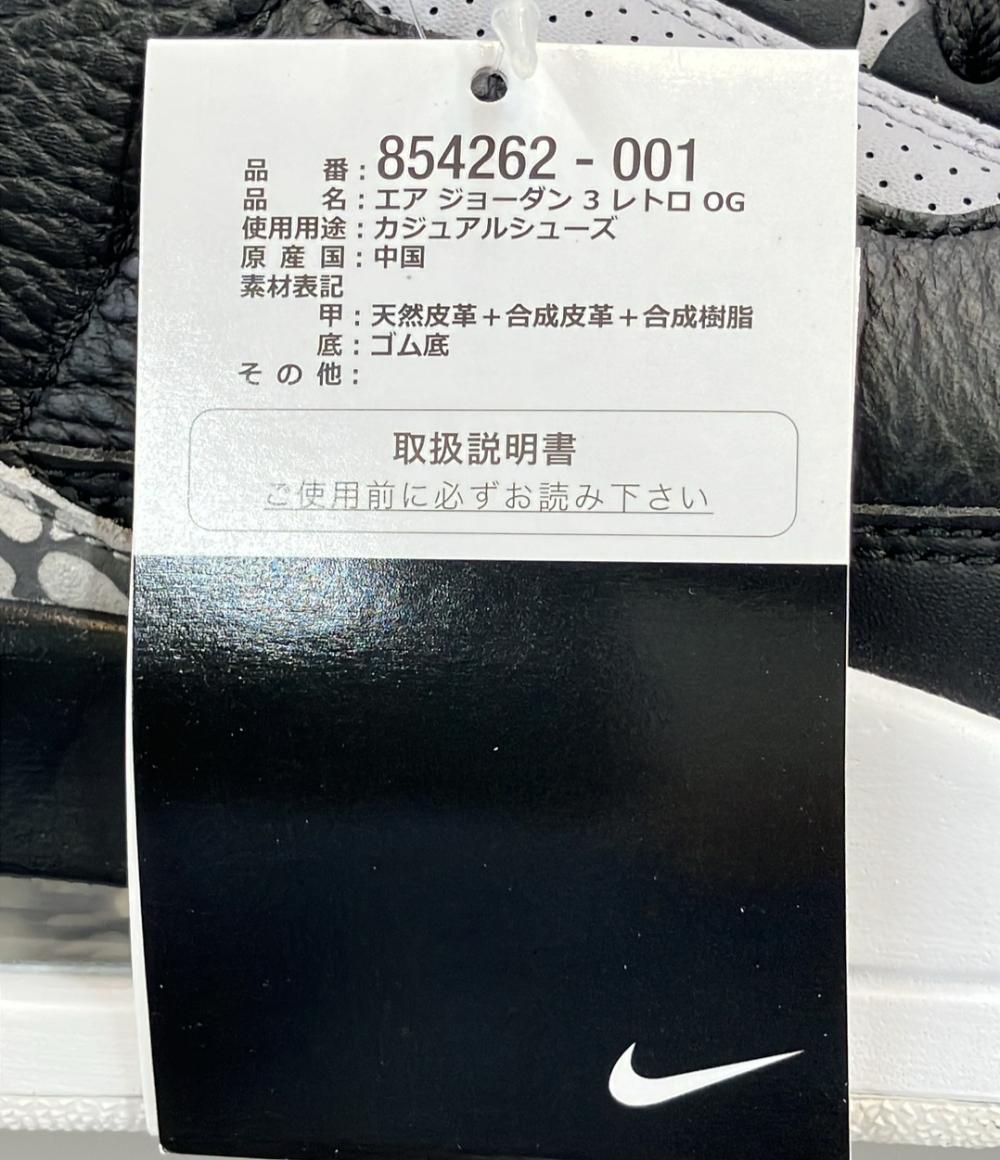 品番：854262 - 001
品名：エア ジョーダン 3 レトロ OG
使用用途：カジュアルシューズ
原産国：中国
素材表記
甲：天然皮革＋合成皮革＋合成樹脂
底：ゴム底
その他：
取扱説明書
ご使用前に必ずお読み下さい